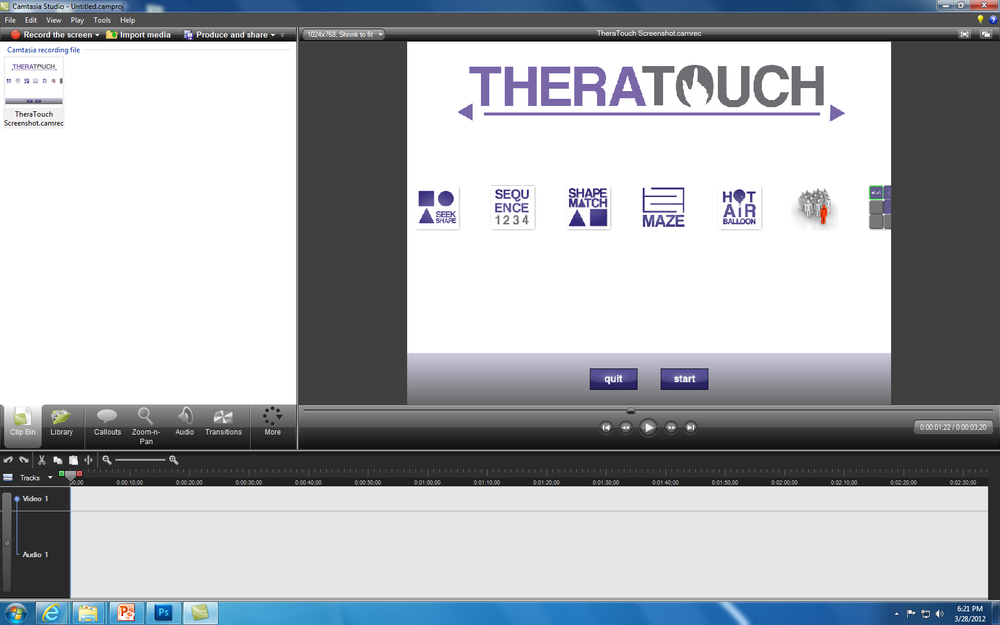 Camtasia Studio - Untitled.camproj
File Edit View Play Tools Help
Record the screen Import media Produce and share
1024x768, Shrink to fit
TheraTouch Screenshot.camrec
Camtasia recording file
THERATOUCH
TheraTouch
Screenshot.camrec
THERATOUCH
SEEK
SHAPE
SEQU
ENCE
1234
SHAPE
MATCH
MAZE
HOT
AiR
BALLOON
quit
start
Clip Bin
Library
Callouts
Zoom-n-
Pan
Audio
Transitions
More
0:00:01;22 / 0:00:03;20
Tracks
00;00 0:00:10;00 0:00:20;00 0:00:30;00 0:00:40;00 0:00:50;00 0:01:00;00 0:01:10;00 0:01:20;00 0:01:30;00 0:01:40;00 0:01:50;00 0:02:00;00 0:02:10;00 0:02:20;00 0:02:30;00
Video 1
Audio 1
Ps
6:21 PM
3/28/2012